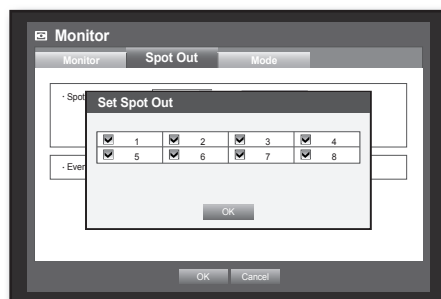 Monitor
Monitor Spot Out Mode
· Spot
Set Spot Out
1 2 3 4
5 6 7 8
· Even
OK
OK Cancel